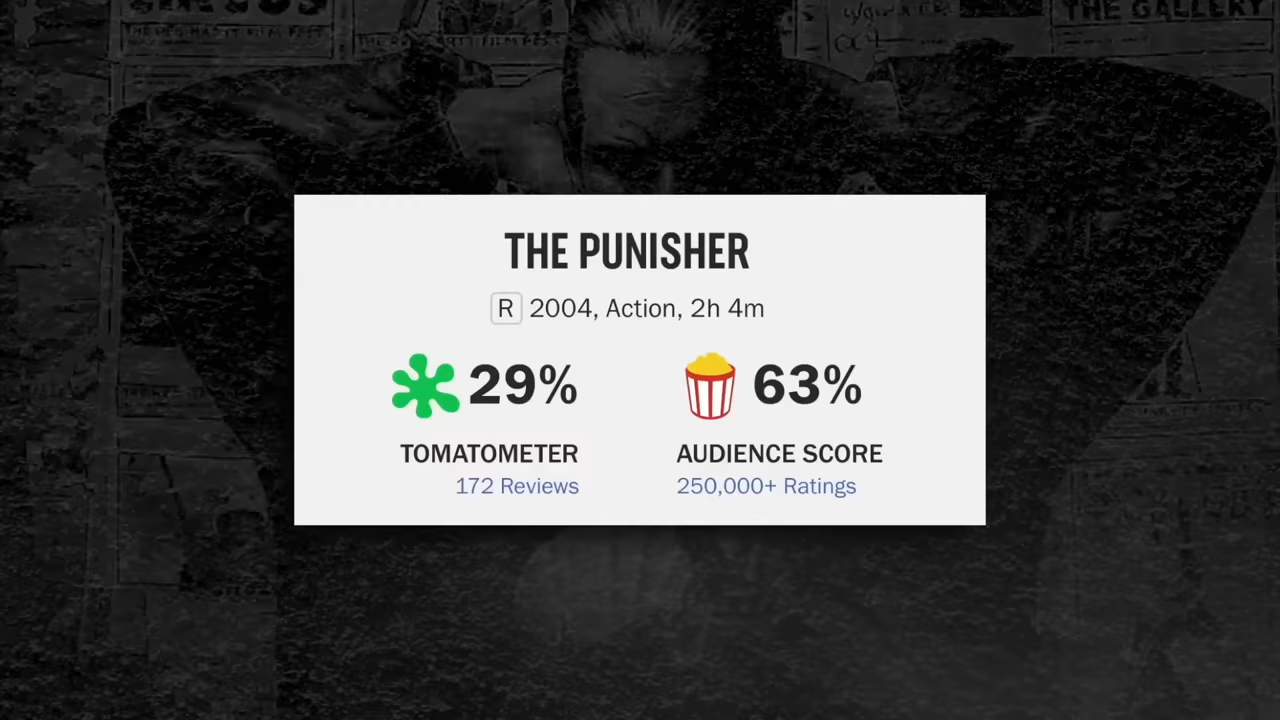 THE GALLERY
THE PUNISHER
R 2004, Action, 2h 4m
29% 63%
TOMATOMETER AUDIENCE SCORE
172 Reviews 250,000+ Ratings